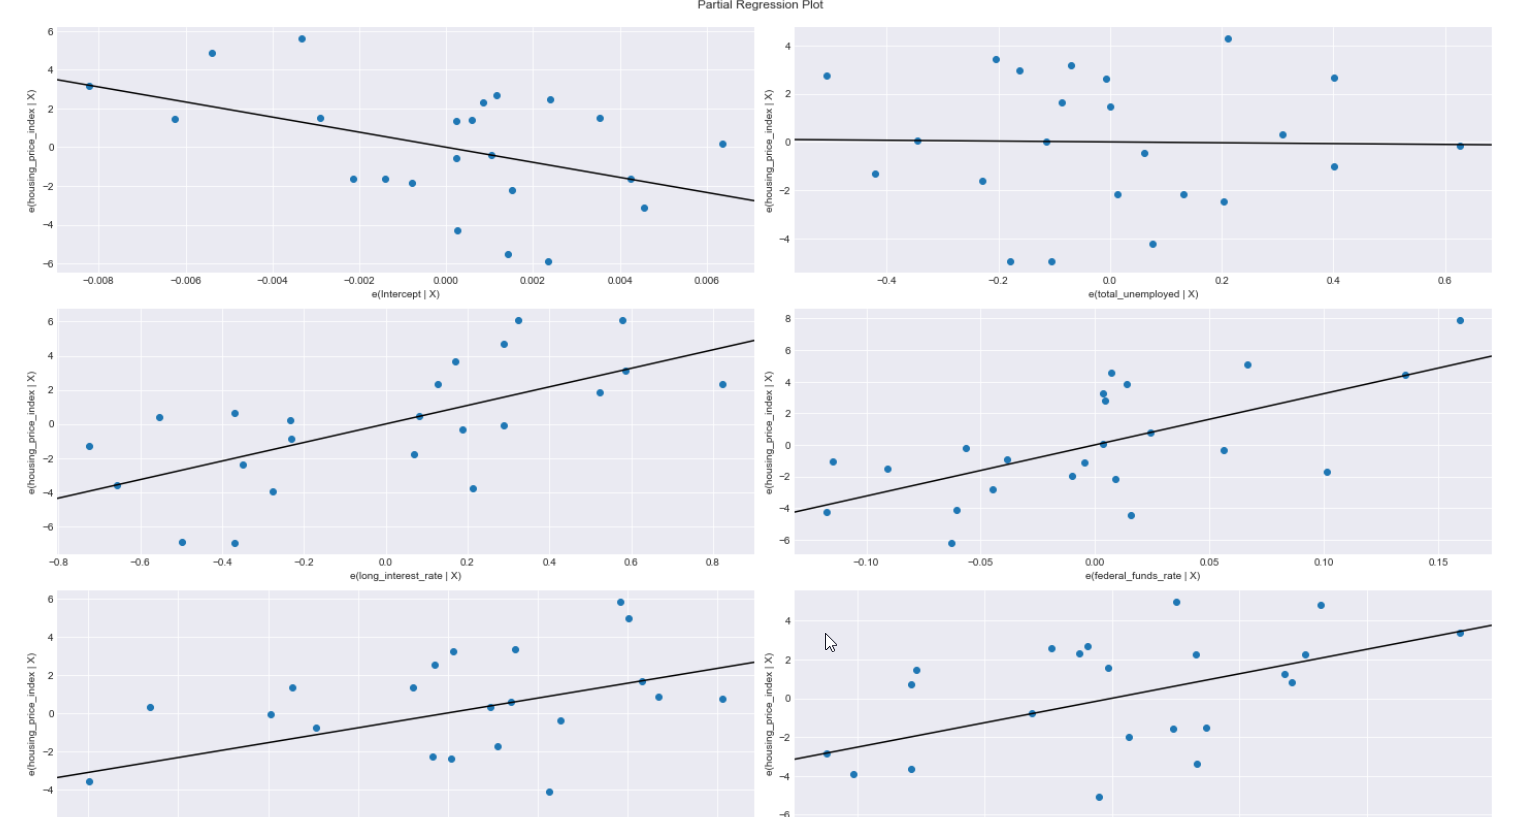 Partial Regression Plot
6
4
2
0
−2
−4
−6
e(housing_price_index | X)
−0.008 −0.006 −0.004 −0.002 0.000 0.002 0.004 0.006
e(Intercept | X)
4
2
0
−2
−4
e(housing_price_index | X)
−0.4 −0.2 0.0 0.2 0.4 0.6
e(total_unemployed | X)
6
4
2
0
−2
−4
−6
e(housing_price_index | X)
−0.8 −0.6 −0.4 −0.2 0.0 0.2 0.4 0.6 0.8
e(long_interest_rate | X)
8
6
4
2
0
−2
−4
−6
e(housing_price_index | X)
−0.10 −0.05 0.00 0.05 0.10 0.15
e(federal_funds_rate | X)
6
4
2
0
−2
−4
e(housing_price_index | X)
4
2
0
−2
−4
−6
e(housing_price_index | X)